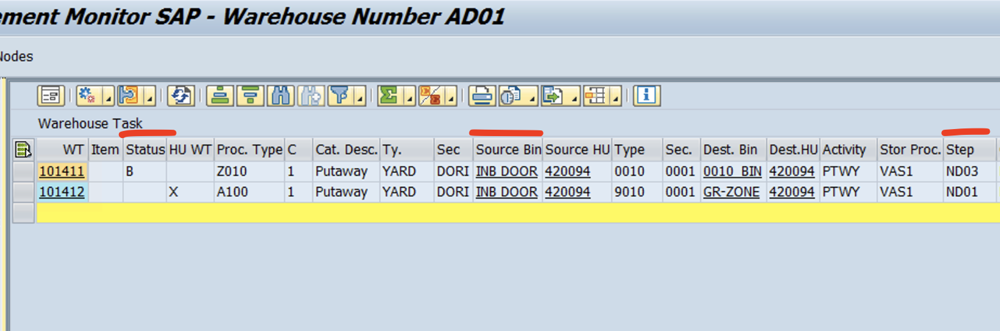 ement Monitor SAP - Warehouse Number AD01
Nodes
Warehouse Task
WT Item Status HU WT Proc. Type C Cat. Desc. Ty. Sec Source Bin Source HU Type Sec. Dest. Bin Dest.HU Activity Stor Proc. Step
101411 B Z010 1 Putaway YARD DORI INB DOOR 420094 0010 0001 0010 BIN 420094 PTWY VAS1 ND03
101412 X A100 1 Putaway YARD DORI INB DOOR 420094 9010 0001 GR-ZONE 420094 PTWY VAS1 ND01